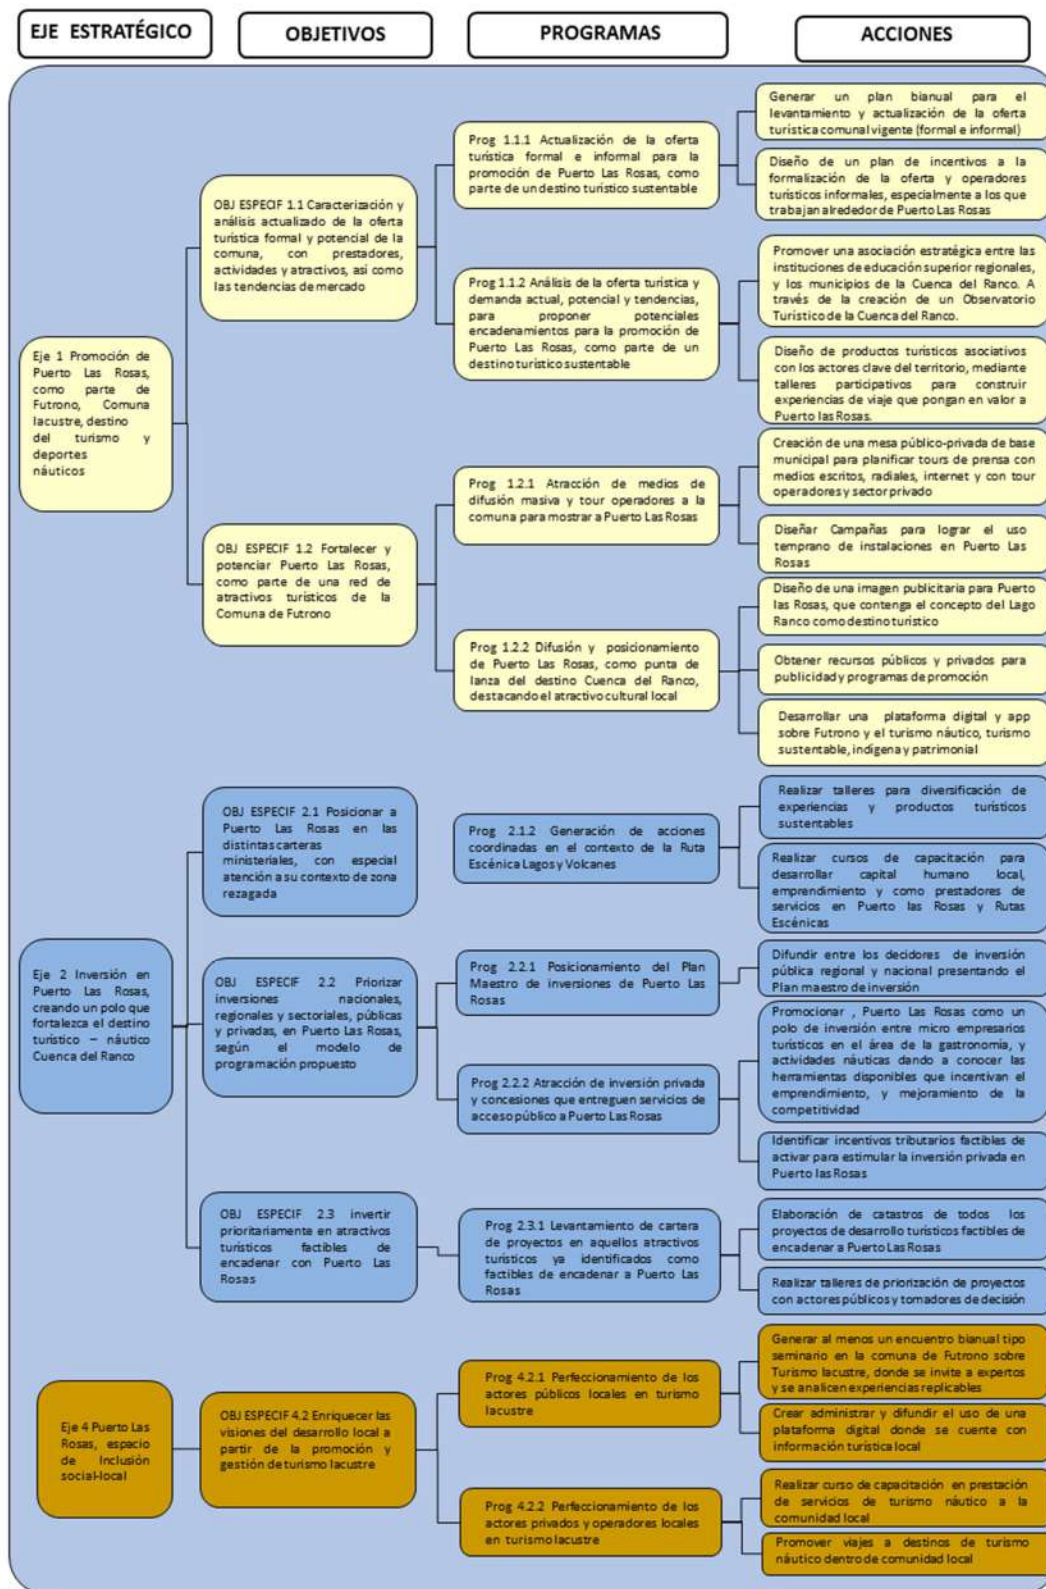 EJE ESTRATÉGICO
OBJETIVOS
PROGRAMAS
ACCIONES
Eje 1 Promoción de
Puerto Las Rosas,
como parte de
Futrono, Comuna
lacustre, destino
del turismo y
deportes
náuticos
OBJ ESPECIF 1.1 Caracterización y
análisis actualizado de la oferta
turística formal y potencial de la
comuna, con prestadores,
actividades y atractivos, así como
las tendencias de mercado
Prog 1.1.1 Actualización de la oferta
turística formal e informal para la
promoción de Puerto Las Rosas, como
parte de un destino turístico sustentable
Generar un plan bianual para el
levantamiento y actualización de la oferta
turística comunal vigente (formal e informal)
Diseño de un plan de incentivos a la
formalización de la oferta y operadores
turísticos informales, especialmente a los que
trabajan alrededor de Puerto Las Rosas
Prog 1.1.2 Análisis de la oferta turística y
demanda actual, potencial y tendencias,
para proponer potenciales
encadenamientos para la promoción de
Puerto Las Rosas, como parte de un
destino turístico sustentable
Promover una asociación estratégica entre las
instituciones de educación superior regionales,
y los municipios de la Cuenca del Ranco. A
través de la creación de un Observatorio
Turístico de la Cuenca del Ranco.
Diseño de productos turísticos asociativos
con los actores clave del territorio, mediante
talleres participativos para construir
experiencias de viaje que pongan en valor a
Puerto las Rosas.
OBJ ESPECIF 1.2 Fortalecer y
potenciar Puerto Las Rosas,
como parte de una red de
atractivos turísticos de la
Comuna de Futrono
Prog 1.2.1 Atracción de medios de
difusión masiva y tour operadores a la
comuna para mostrar a Puerto Las Rosas
Creación de una mesa público-privada de base
municipal para planificar tours de prensa con
medios escritos, radiales, internet y con tour
operadores y sector privado
Diseñar Campañas para lograr el uso
temprano de instalaciones en Puerto Las
Rosas
Prog 1.2.2 Difusión y posicionamiento
de Puerto Las Rosas, como punta de
lanza del destino Cuenca del Ranco,
destacando el atractivo cultural local
Diseño de una imagen publicitaria para Puerto
las Rosas, que contenga el concepto del Lago
Ranco como destino turístico
Obtener recursos públicos y privados para
publicidad y programas de promoción
Desarrollar una plataforma digital y app
sobre Futrono y el turismo náutico, turismo
sustentable, indígena y patrimonial
Eje 2 Inversión en
Puerto Las Rosas,
creando un polo que
fortalezca el destino
turístico – náutico
Cuenca del Ranco
OBJ ESPECIF 2.1 Posicionar a
Puerto Las Rosas en las
distintas carteras
ministeriales, con especial
atención a su contexto de zona
rezagada
Prog 2.1.2 Generación de acciones
coordinadas en el contexto de la Ruta
Escénica Lagos y Volcanes
Realizar talleres para diversificación de
experiencias y productos turísticos
sustentables
Realizar cursos de capacitación para
desarrollar capital humano local,
emprendimiento y como prestadores de
servicios en Puerto las Rosas y Rutas
Escénicas
OBJ ESPECIF 2.2 Priorizar
inversiones nacionales,
regionales y sectoriales, públicas
y privadas, en Puerto Las Rosas,
según el modelo de
programación propuesto
Prog 2.2.1 Posicionamiento del Plan
Maestro de inversiones de Puerto Las
Rosas
Difundir entre los decidores de inversión
pública regional y nacional presentando el
Plan maestro de inversión
Prog 2.2.2 Atracción de inversión privada
y concesiones que entreguen servicios de
acceso público a Puerto Las Rosas
Promocionar , Puerto Las Rosas como un
polo de inversión entre micro empresarios
turísticos en el área de la gastronomía, y
actividades náuticas dando a conocer las
herramientas disponibles que incentivan el
emprendimiento, y mejoramiento de la
competitividad
Identificar incentivos tributarios factibles de
activar para estimular la inversión privada en
Puerto las Rosas
OBJ ESPECIF 2.3 invertir
prioritariamente en atractivos
turísticos factibles de
encadenar con Puerto Las
Rosas
Prog 2.3.1 Levantamiento de cartera
de proyectos en aquellos atractivos
turísticos ya identificados como
factibles de encadenar a Puerto Las
Rosas
Elaboración de catastros de todos los
proyectos de desarrollo turísticos factibles de
encadenar a Puerto Las Rosas
Realizar talleres de priorización de proyectos
con actores públicos y tomadores de decisión
Eje 4 Puerto Las
Rosas, espacio
de Inclusión
social-local
OBJ ESPECIF 4.2 Enriquecer las
visiones del desarrollo local a
partir de la promoción y
gestión de turismo lacustre
Prog 4.2.1 Perfeccionamiento de los
actores públicos locales en turismo
lacustre
Generar al menos un encuentro bianual tipo
seminario en la comuna de Futrono sobre
Turismo lacustre, donde se invite a expertos
y se analicen experiencias replicables
Crear administrar y difundir el uso de una
plataforma digital donde se cuente con
información turística local
Prog 4.2.2 Perfeccionamiento de los
actores privados y operadores locales
en turismo lacustre
Realizar curso de capacitación en prestación
de servicios de turismo náutico a la
comunidad local
Promover viajes a destinos de turismo
náutico dentro de comunidad local